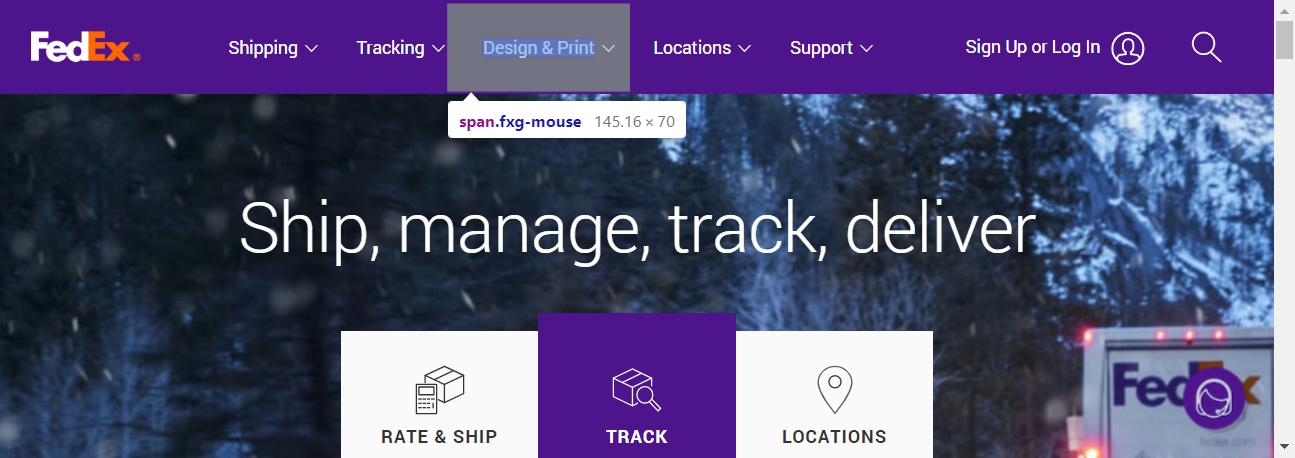 FedEx®
Shipping
Tracking
Design & Print
Locations
Support
Sign Up or Log In
span.fxg-mouse 145.16 × 70
Ship, manage, track, deliver
RATE & SHIP
TRACK
LOCATIONS
FedEx
fedex.com